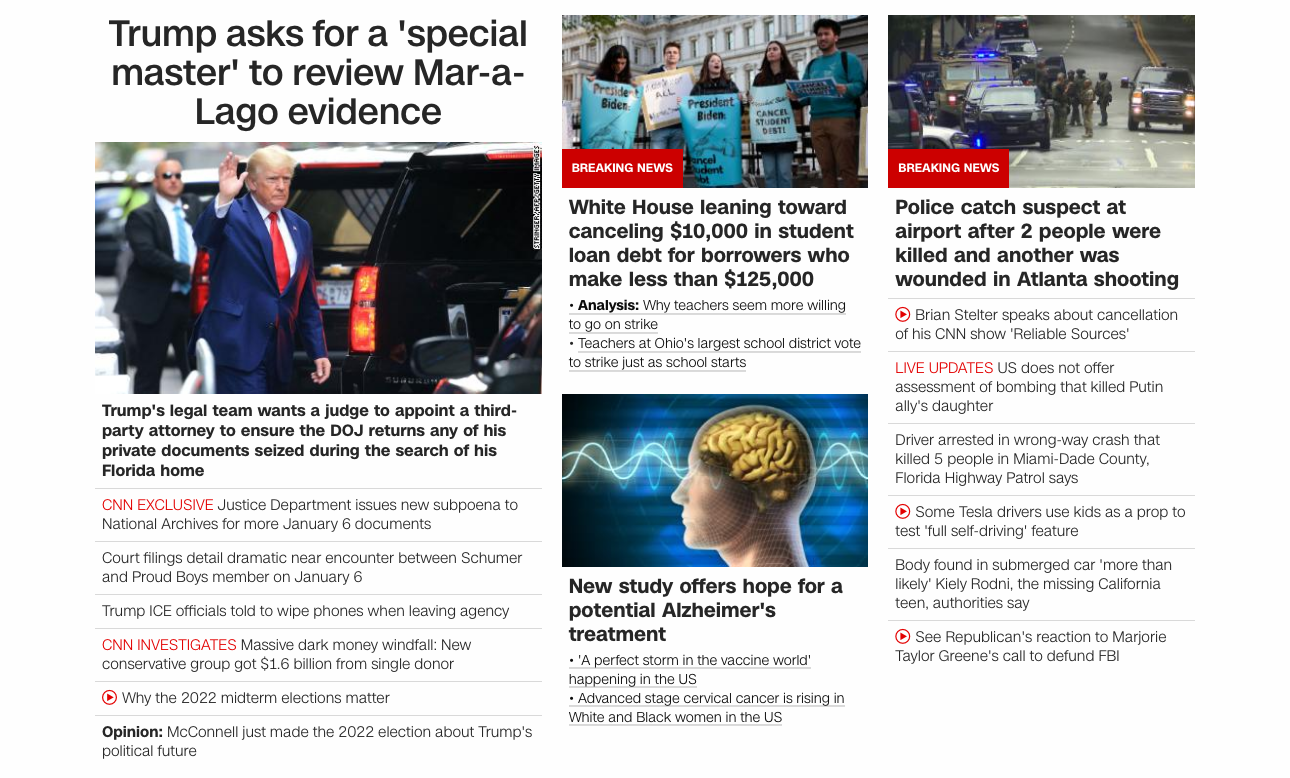 Trump asks for a 'special
master' to review Mar-a-
Lago evidence
STRINGER/AFP/GETTY IMAGES
Trump's legal team wants a judge to appoint a third-
party attorney to ensure the DOJ returns any of his
private documents seized during the search of his
Florida home
CNN EXCLUSIVE Justice Department issues new subpoena to
National Archives for more January 6 documents
Court filings detail dramatic near encounter between Schumer
and Proud Boys member on January 6
Trump ICE officials told to wipe phones when leaving agency
CNN INVESTIGATES Massive dark money windfall: New
conservative group got $1.6 billion from single donor
Why the 2022 midterm elections matter
Opinion: McConnell just made the 2022 election about Trump's
political future
President
Biden:
President
Biden:
CANCEL
STUDENT
DEBT!
BREAKING NEWS
White House leaning toward
canceling $10,000 in student
loan debt for borrowers who
make less than $125,000
• Analysis: Why teachers seem more willing
to go on strike
• Teachers at Ohio's largest school district vote
to strike just as school starts
New study offers hope for a
potential Alzheimer's
treatment
• 'A perfect storm in the vaccine world'
happening in the US
• Advanced stage cervical cancer is rising in
White and Black women in the US
BREAKING NEWS
Police catch suspect at
airport after 2 people were
killed and another was
wounded in Atlanta shooting
Brian Stelter speaks about cancellation
of his CNN show 'Reliable Sources'
LIVE UPDATES US does not offer
assessment of bombing that killed Putin
ally's daughter
Driver arrested in wrong-way crash that
killed 5 people in Miami-Dade County,
Florida Highway Patrol says
Some Tesla drivers use kids as a prop to
test 'full self-driving' feature
Body found in submerged car 'more than
likely' Kiely Rodni, the missing California
teen, authorities say
See Republican's reaction to Marjorie
Taylor Greene's call to defund FBI